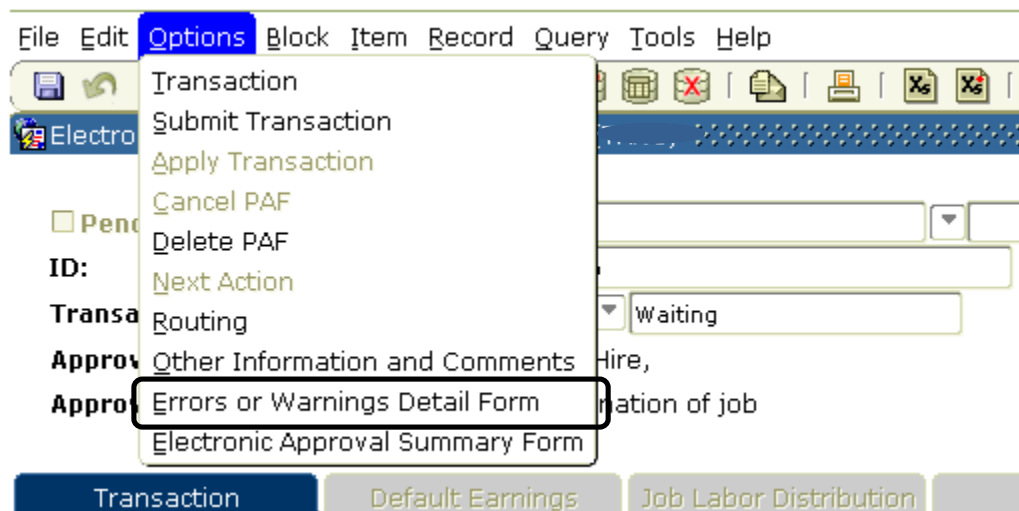 File Edit Options Block Item Record Query Tools Help
Transaction
Submit Transaction
Electro
Apply Transaction
Cancel PAF
Pend
Delete PAF
ID:
Next Action
Transa
Routing
Waiting
Approv
Other Information and Comments
Hire,
Appro
Errors or Warnings Detail Form
nation of job
Electronic Approval Summary Form
Transaction Default Earnings Job Labor Distribution